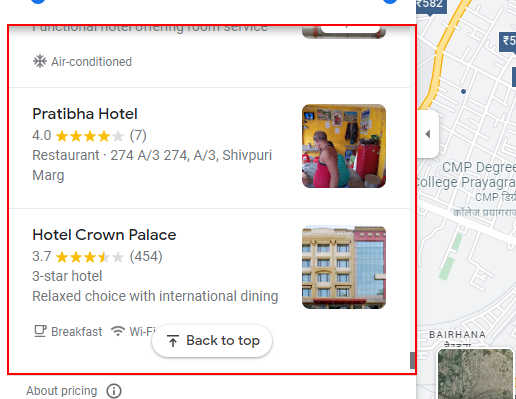 Functional hotel offering room service
Air-conditioned
Pratibha Hotel
4.0 (7)
Restaurant · 274 A/3 274, A/3, Shivpuri
Marg
Hotel Crown Palace
3.7 (454)
3-star hotel
Relaxed choice with international dining
Breakfast Wi-Fi
Back to top
About pricing
₹582
₹5
CMP Degree
College Prayagra
CMP डिग्र
कॉलेज प्रयागराज
BAIRHANA